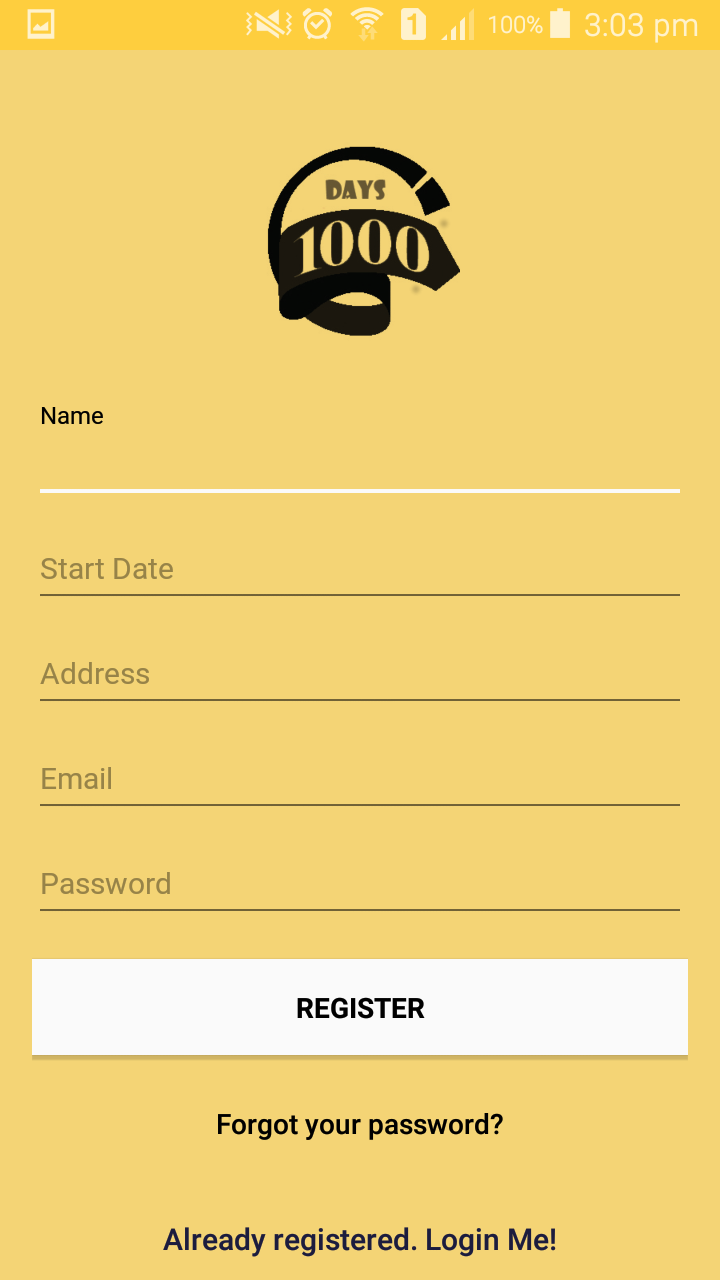 1 100% 3:03 pm
DAYS
1000
Name
Start Date
Address
Email
Password
REGISTER
Forgot your password?
Already registered. Login Me!